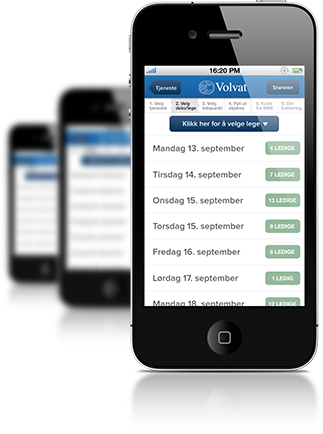 16:20 PM
Tjeneste Volvat Snarveier
1. Velg tjeneste 2. Velg dato/lege 3. Velg tidspunkt 4. Fyll ut skjema 5. Kode fra SMS 6. Din
Klikk her for å velge lege
Mandag 13. september 4 LEDIGE
Tirsdag 14. september 7 LEDIGE
Onsdag 15. september 13 LEDIGE
Torsdag 15. september 9 LEDIGE
Fredag 16. september 8 LEDIGE
Lørdag 17. september 1 LEDIG
Mandag 18. september 12 LEDIGE